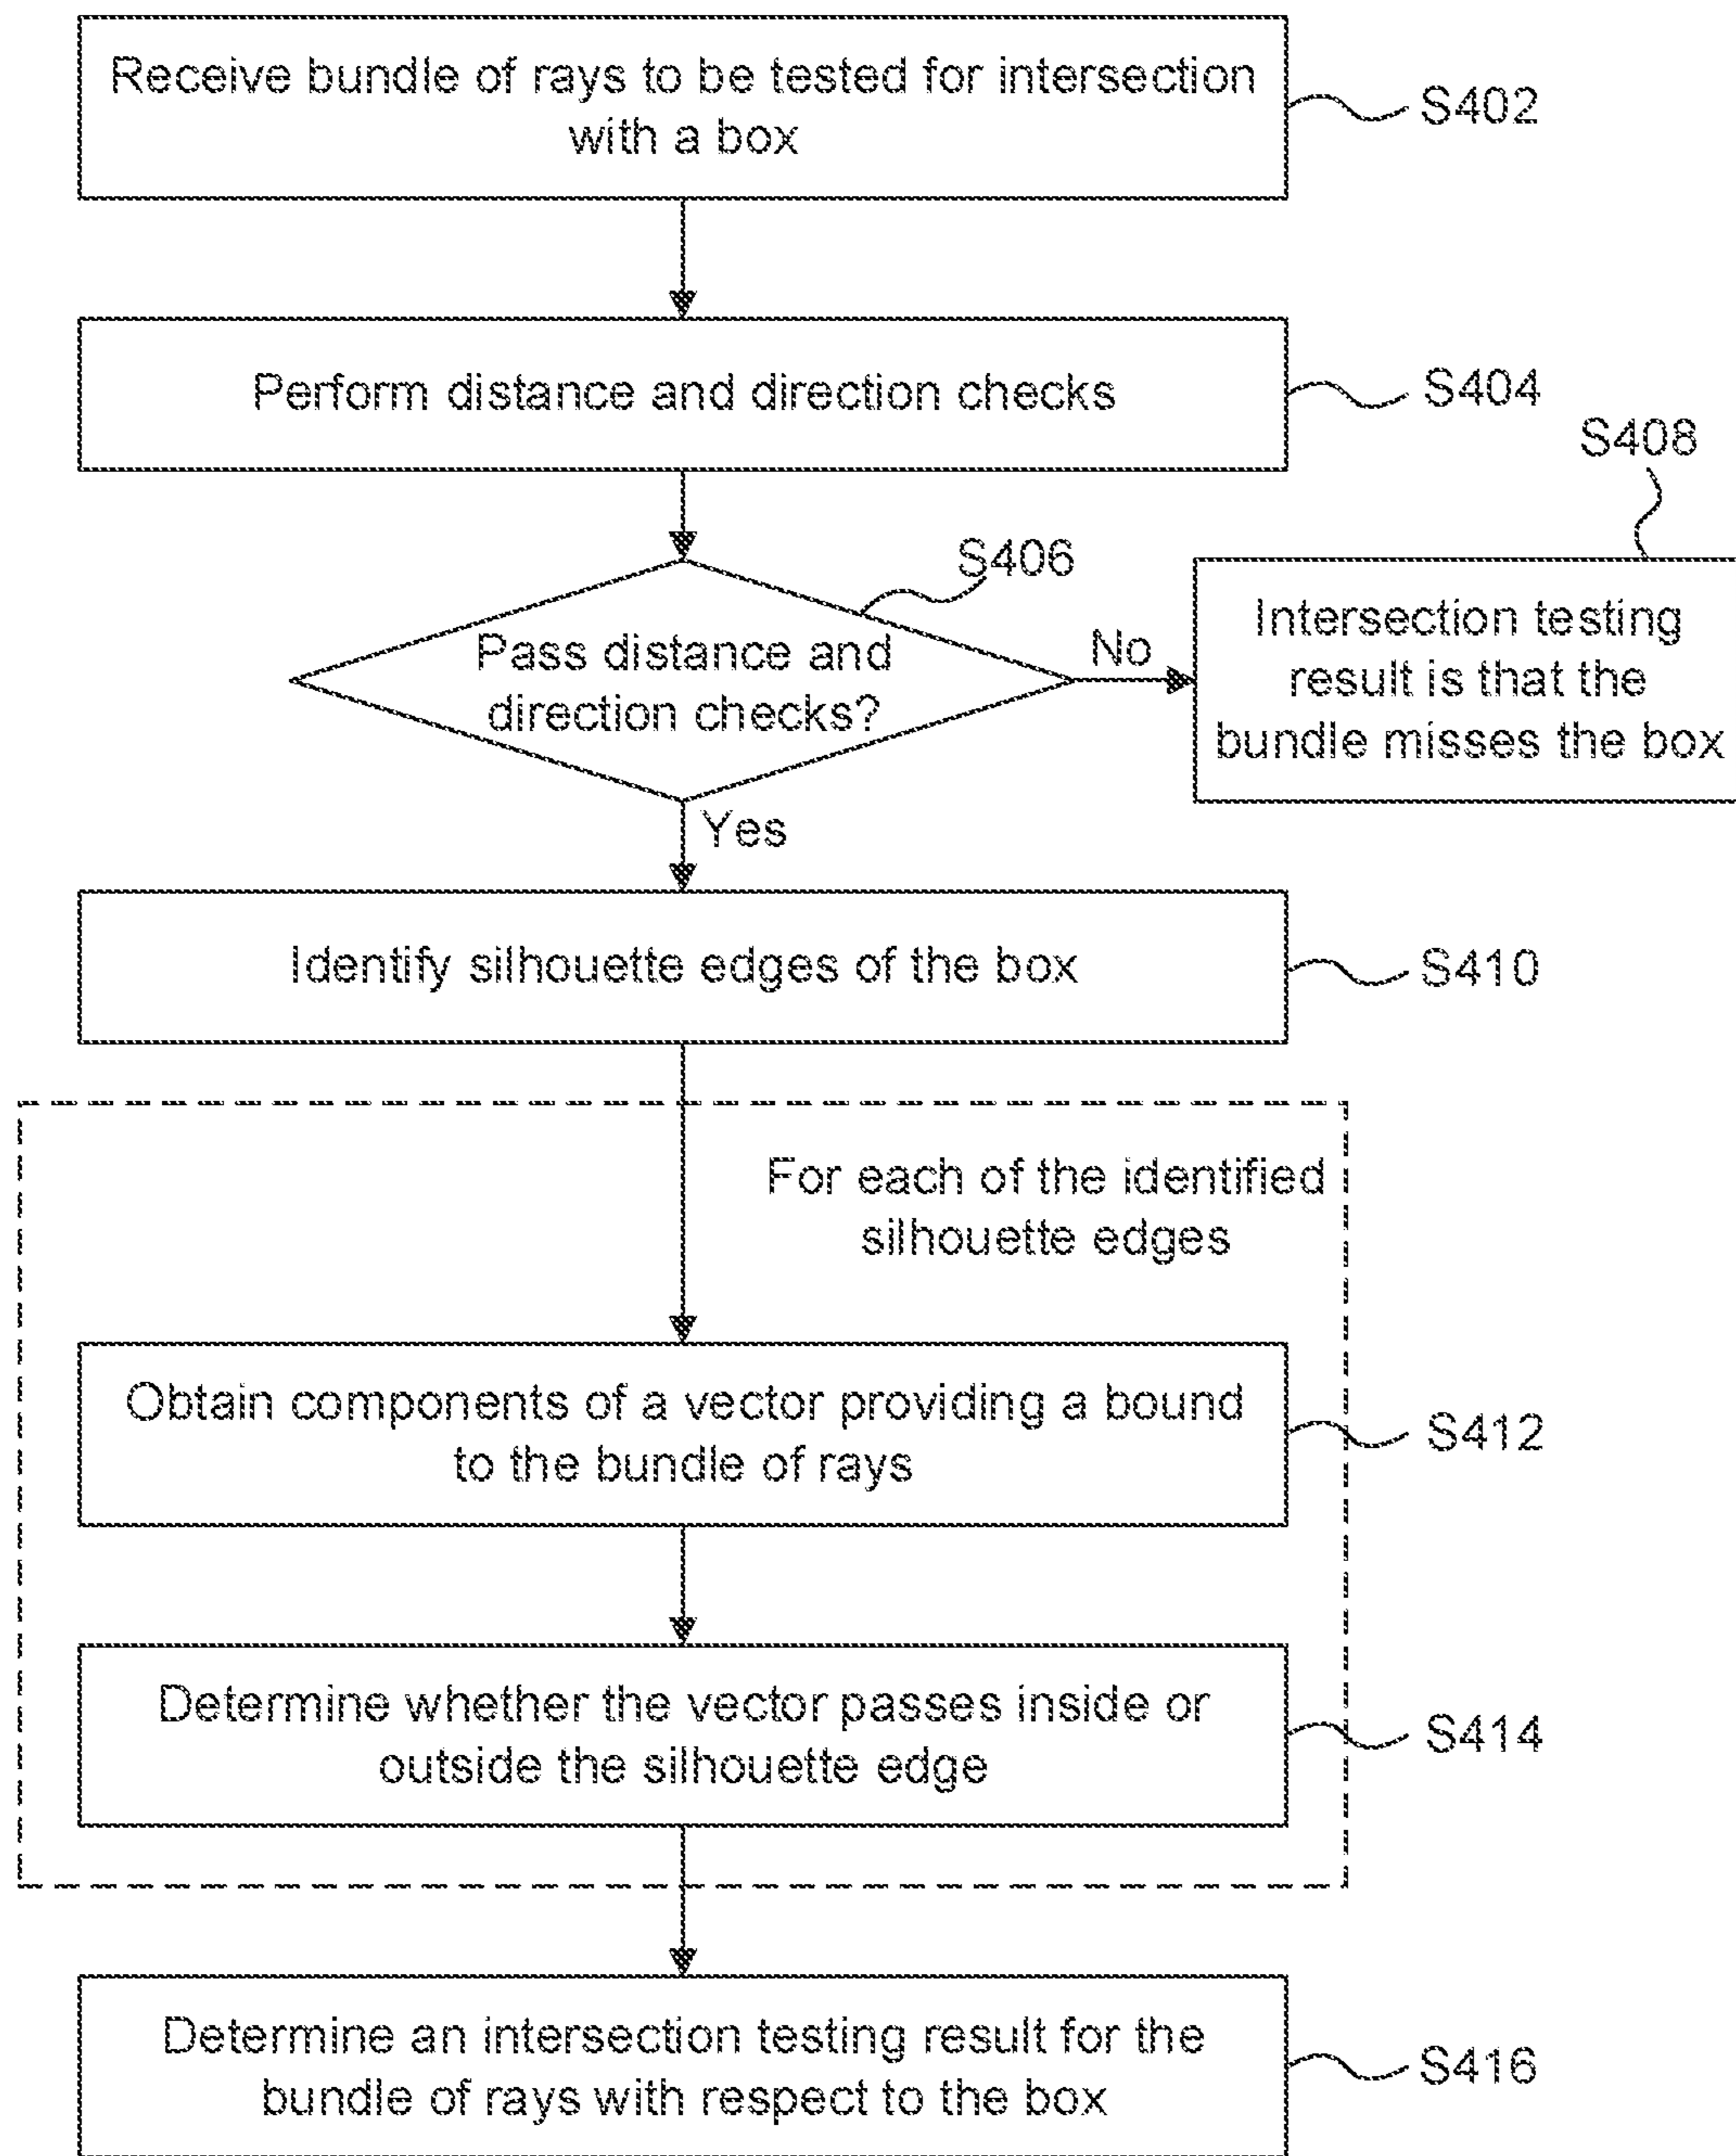 Receive bundle of rays to be tested for intersection
with a box
S402
Perform distance and direction checks
S404
S408
S406
Pass distance and
direction checks?
No
Intersection testing
result is that the
bundle misses the box
Yes
Identify silhouette edges of the box
S410
For each of the identified
silhouette edges
Obtain components of a vector providing a bound
to the bundle of rays
S412
Determine whether the vector passes inside or
outside the silhouette edge
S414
Determine an intersection testing result for the
bundle of rays with respect to the box
S416